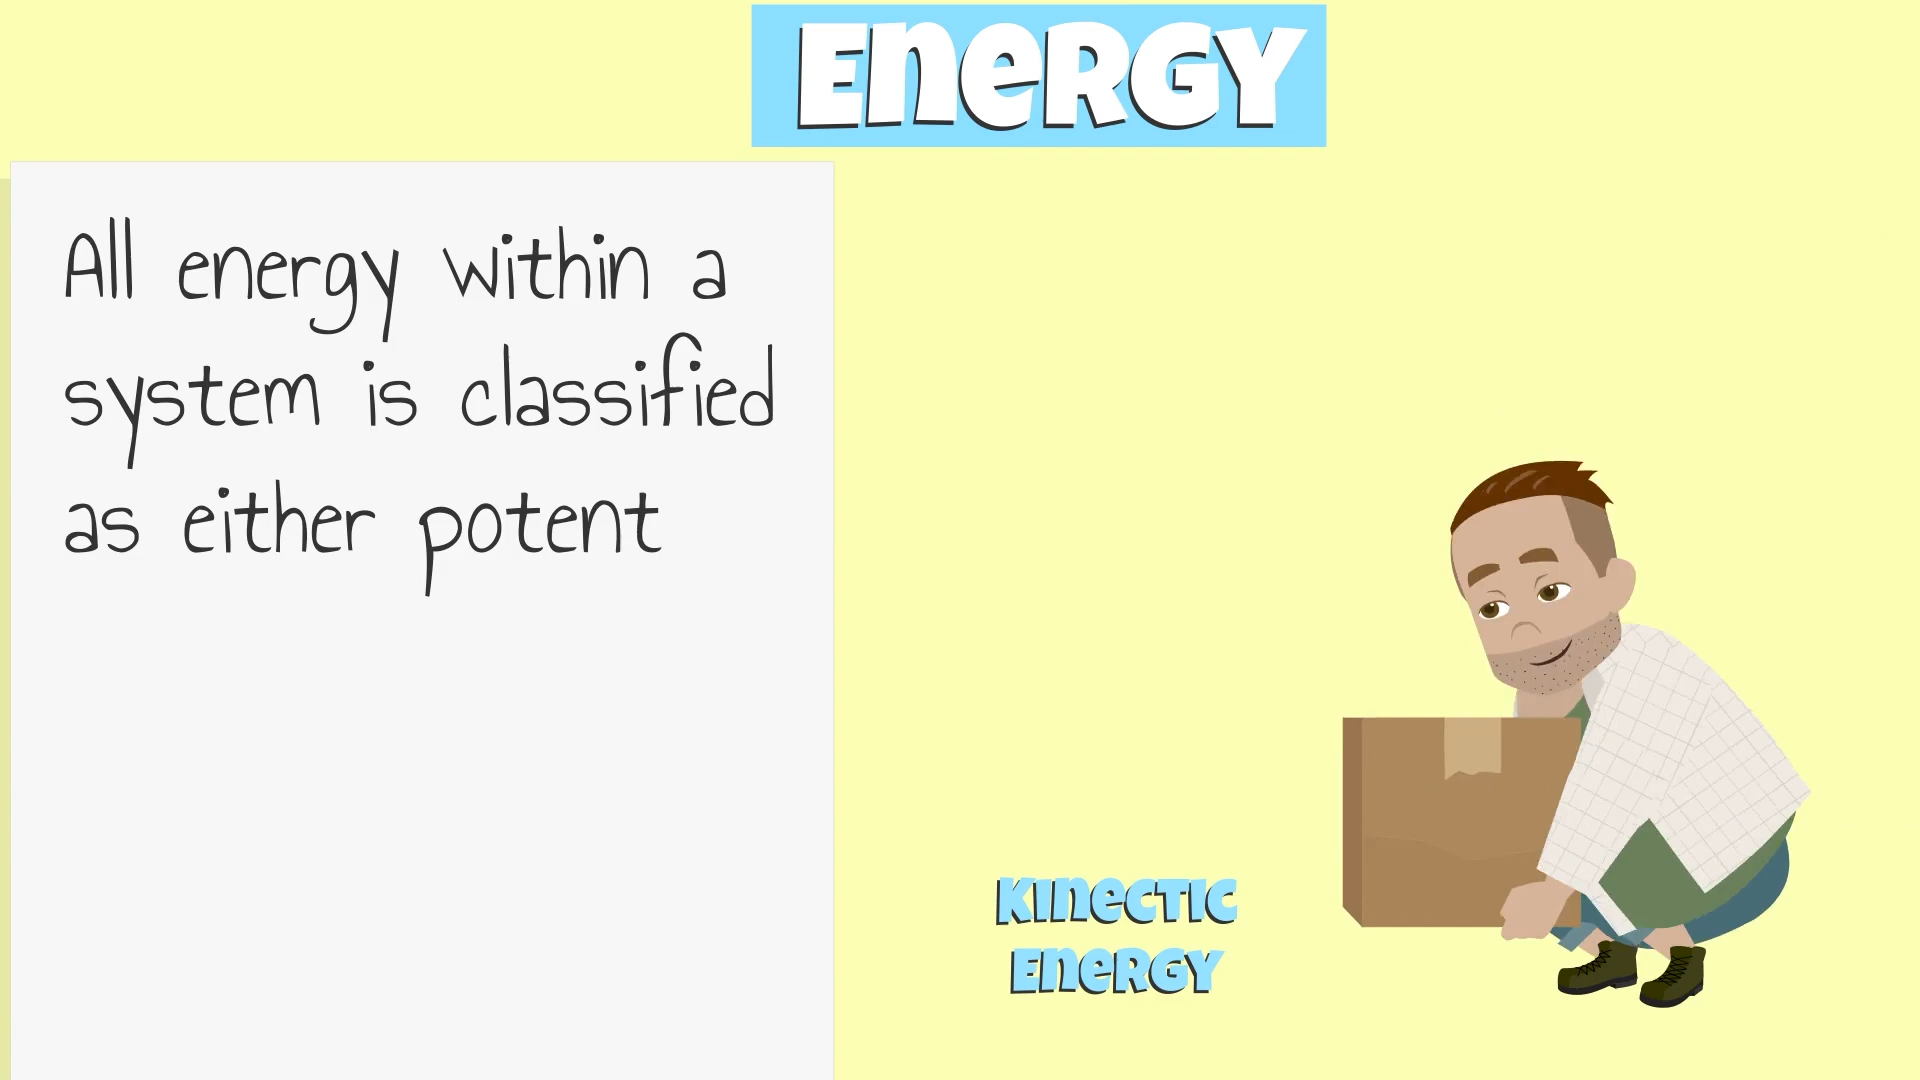 EnERGY
All energy within a
system is classified
as either potent
KInECTIC
EnERGY